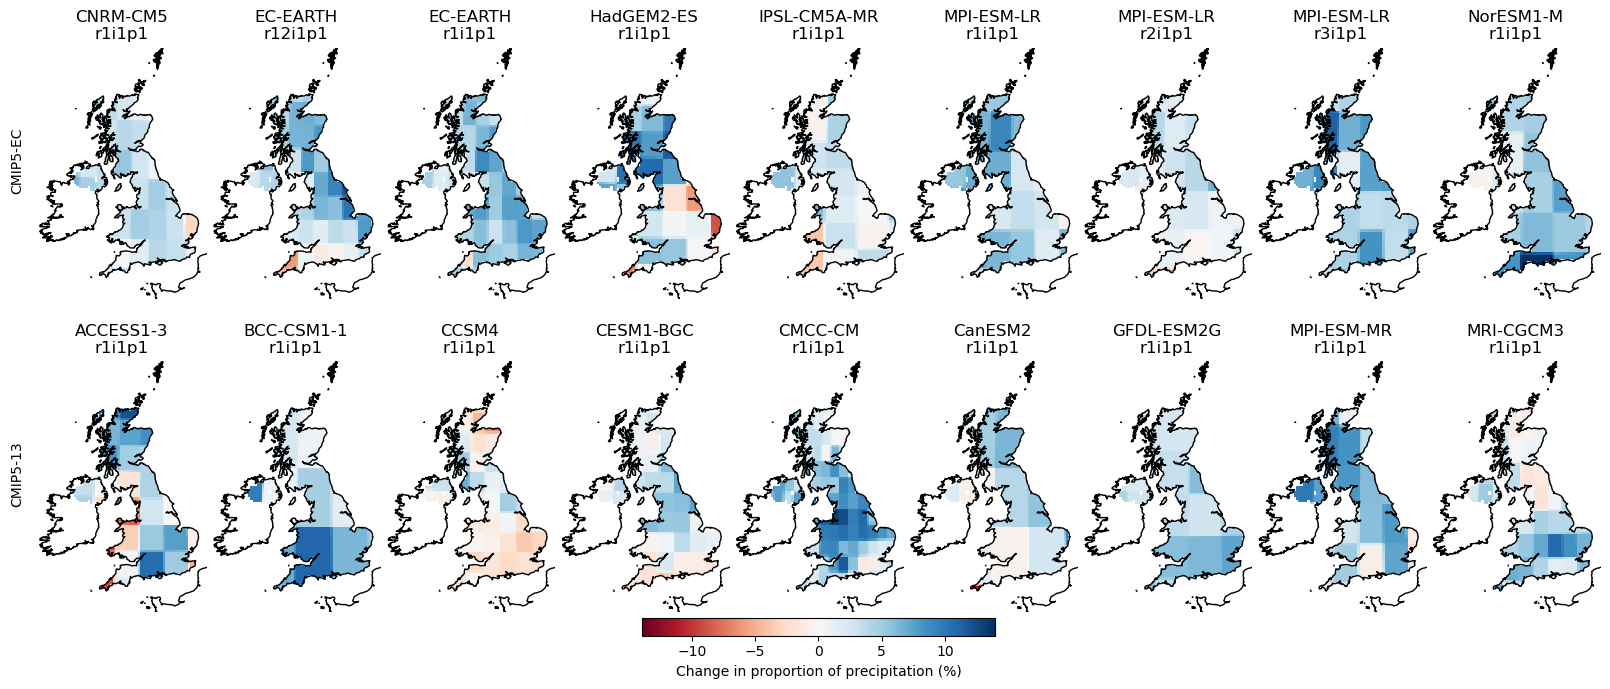 CNRM-CM5 EC-EARTH EC-EARTH HadGEM2-ES IPSL-CM5A-MR MPI-ESM-LR MPI-ESM-LR MPI-ESM-LR NorESM1-M
r1i1p1 r12i1p1 r1i1p1 r1i1p1 r1i1p1 r1i1p1 r2i1p1 r3i1p1 r1i1p1
CMIP5-EC
ACCESS1-3 BCC-CSM1-1 CCSM4 CESM1-BGC CMCC-CM CanESM2 GFDL-ESM2G MPI-ESM-MR MRI-CGCM3
r1i1p1 r1i1p1 r1i1p1 r1i1p1 r1i1p1 r1i1p1 r1i1p1 r1i1p1 r1i1p1
CMIP5-13
−10 −5 0 5 10
Change in proportion of precipitation (%)